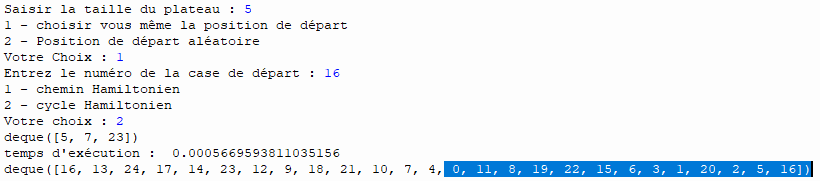 Saisir la taille du plateau : 5
1 - choisir vous même la position de départ
2 - Position de départ aléatoire
Votre Choix : 1
Entrez le numéro de la case de départ : 16
1 - chemin Hamiltonien
2 - cycle Hamiltonien
Votre choix : 2
deque([5, 7, 23])
temps d'exécution :  0.0005669593811035156
deque([16, 13, 24, 17, 14, 23, 12, 9, 18, 21, 10, 7, 4, 0, 11, 8, 19, 22, 15, 6, 3, 1, 20, 2, 5, 16])